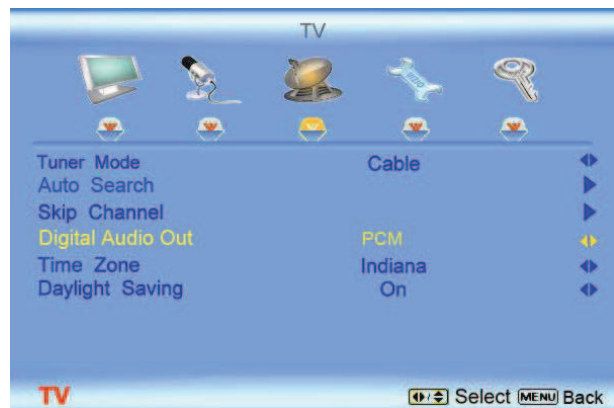 TV
Tuner Mode Cable
Auto Search
Skip Channel
Digital Audio Out PCM
Time Zone Indiana
Daylight Saving On
TV Select MENU Back